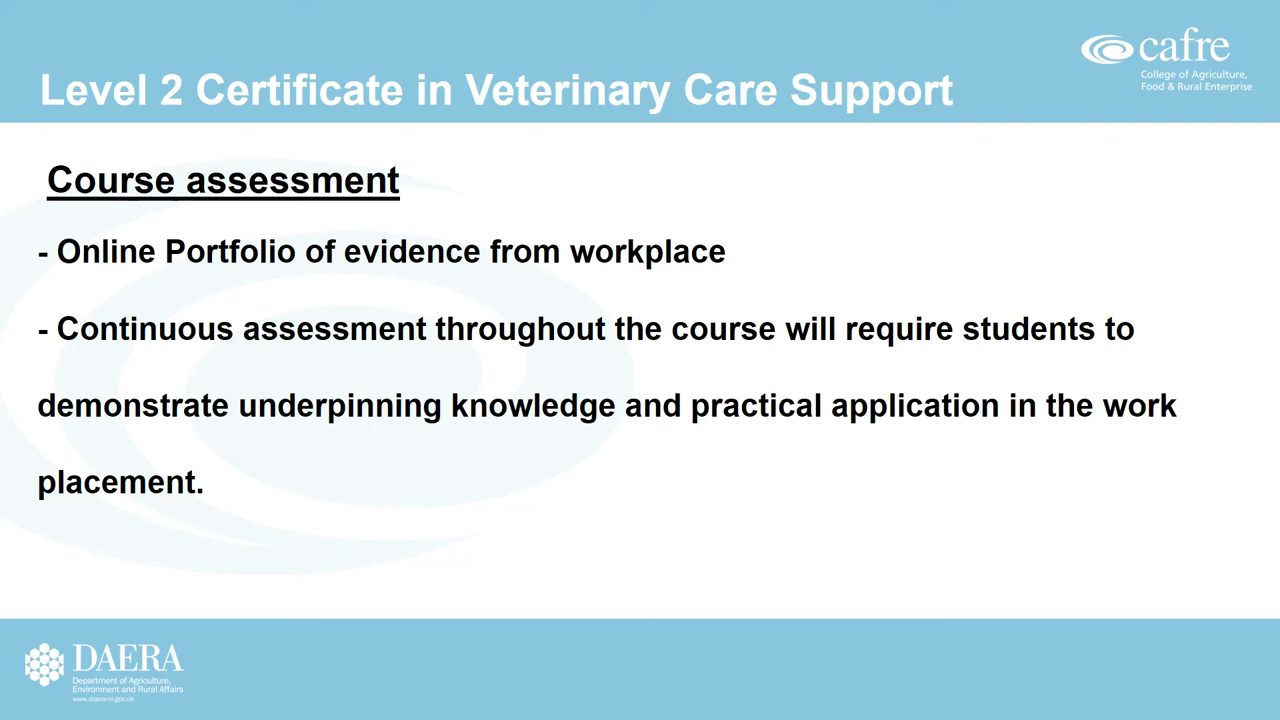 cafre
College of Agriculture,
Food & Rural Enterprise
Level 2 Certificate in Veterinary Care Support
Course assessment
- Online Portfolio of evidence from workplace
- Continuous assessment throughout the course will require students to
demonstrate underpinning knowledge and practical application in the work
placement.
DAERA
Department of Agriculture,
Environment and Rural Affairs
www.daera-ni.gov.uk